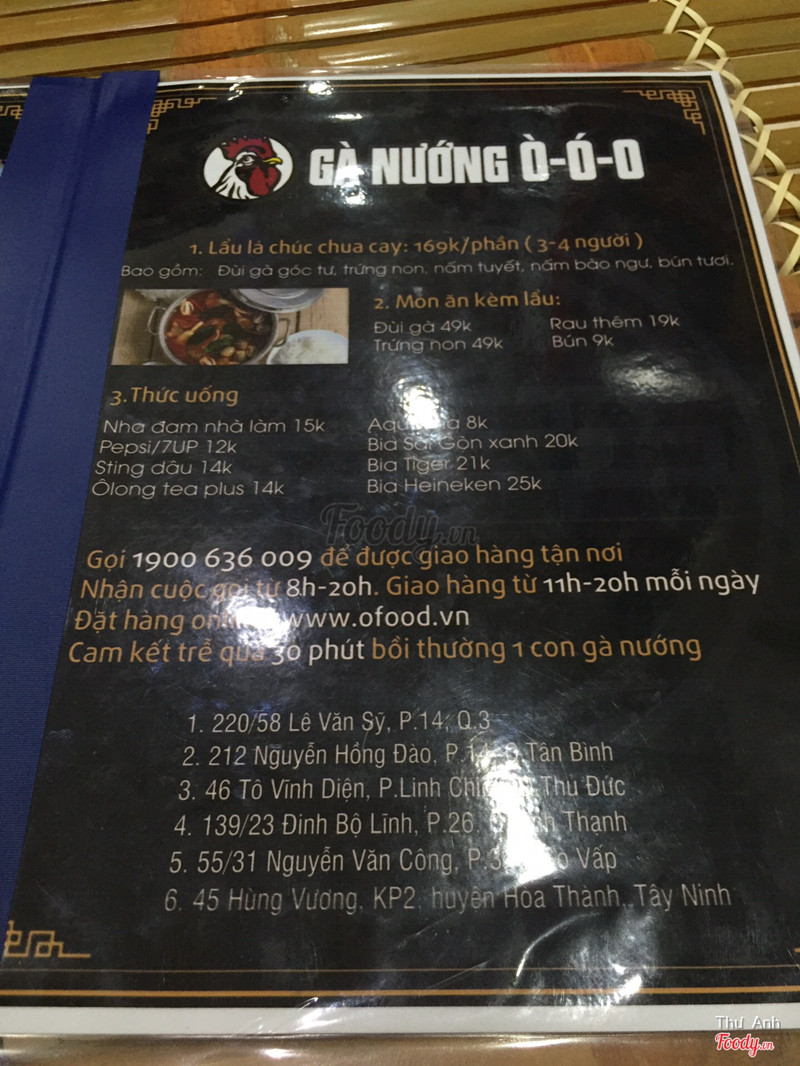 GÀ NƯỚNG Ò-Ó-O
1. Lẩu lá chúc chua cay: 169k/phần ( 3-4 người )
Bao gồm: Đùi gà góc tư, trứng non, nấm tuyết, nấm bào ngư, bún tươi.
2. Món ăn kèm lẩu:
Đùi gà 49k
Rau thêm 19k
Trứng non 49k
Bún 9k
3.Thức uống
Nha đam nhà làm 15k
8k
Pepsi/7UP 12k
Bia Sài Gòn xanh 20k
Sting dâu 14k
Bia Tiger 21k
Ôlong tea plus 14k
Bia Heineken 25k
Foody.vn
Gọi 1900 636 009 để được giao hàng tận nơi
Nhận cuộc gọi từ 8h-20h. Giao hàng từ 11h-20h mỗi ngày
Đặt hàng www.ofood.vn
Cam kết trễ quá 30 phút bồi thường 1 con gà nướng
1. 220/58 Lê Văn Sỹ, P.14, Q.3
2. 212 Nguyễn Hồng Đào, Tân Bình
3. 46 Tô Vĩnh Diện, P.Linh Thủ Đức
4. 139/23 Đinh Bộ Lĩnh, P.26, Thạnh
5. 55/31 Nguyễn Văn Công, Vấp
6. 45 Hùng Vương, KP2, huyện Hòa Thành, Tây Ninh
Thư Anh
Foody.vn